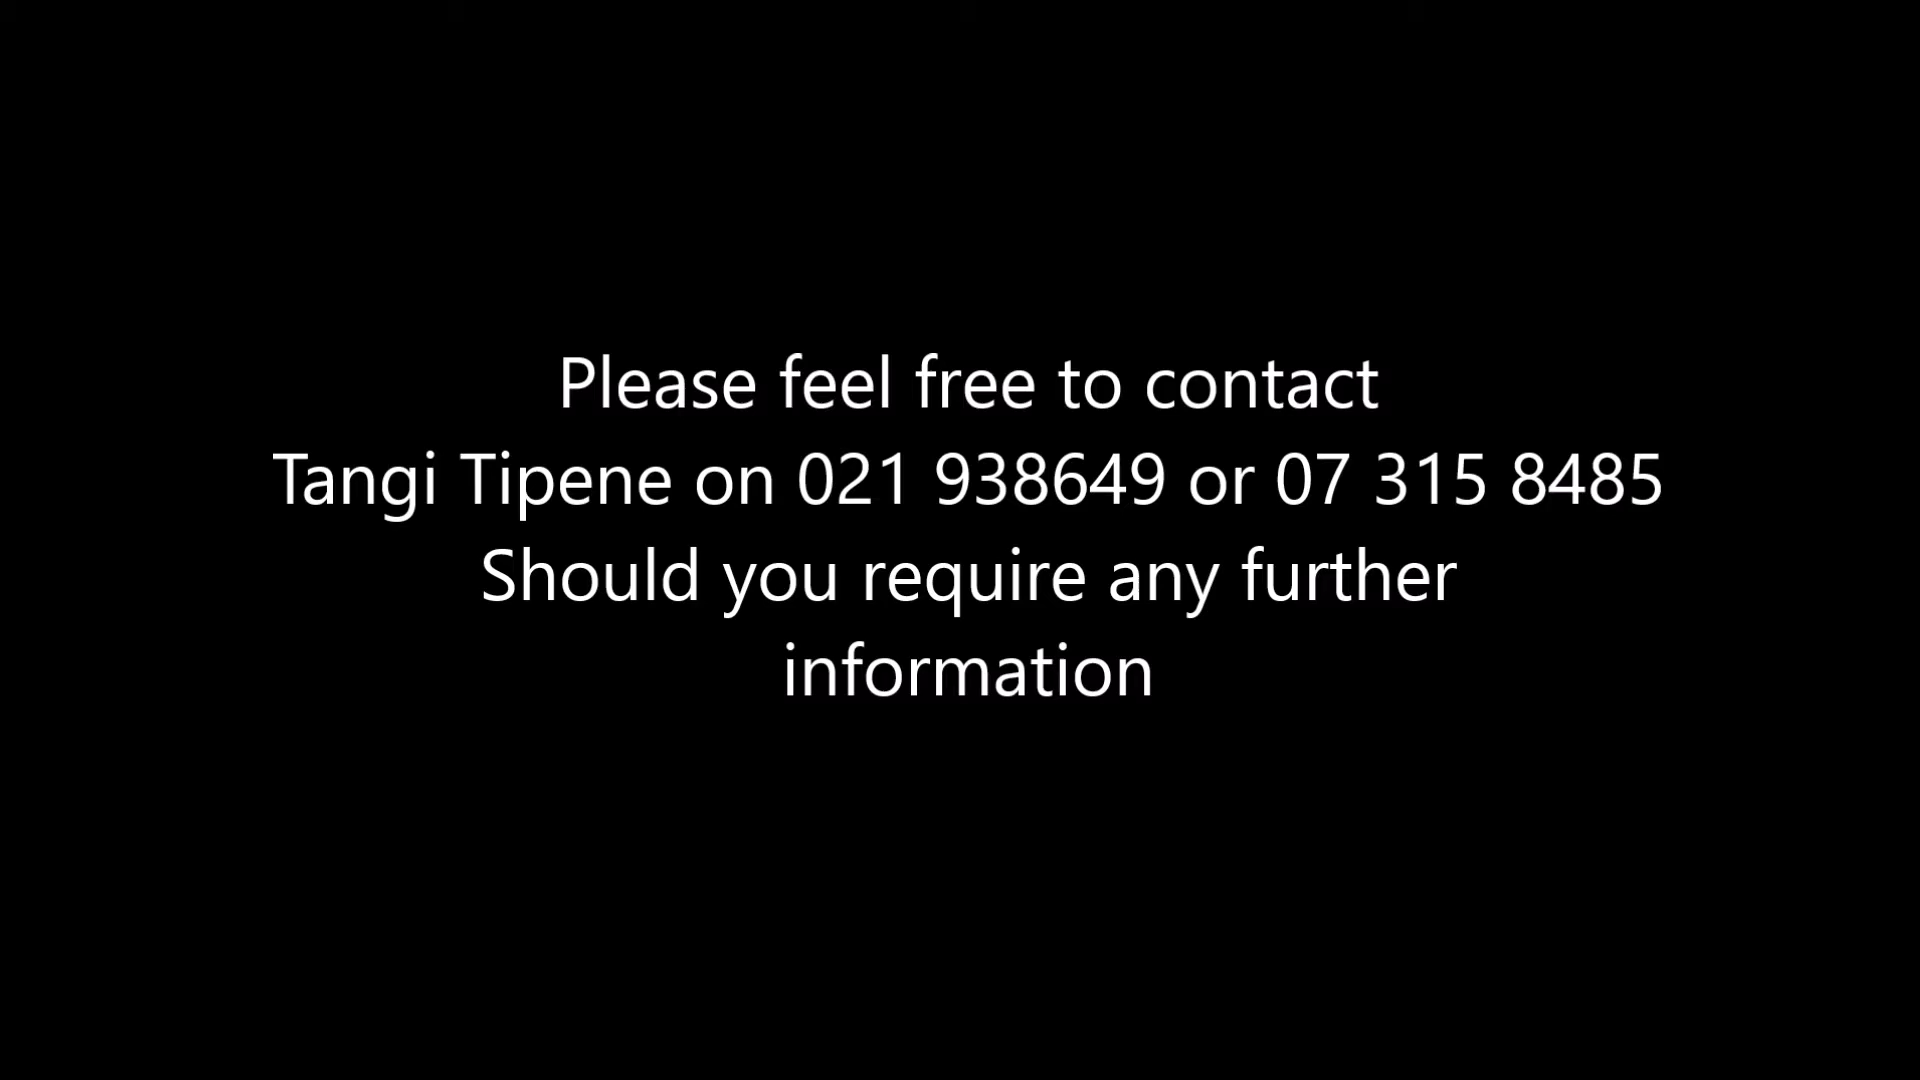 Please feel free to contact
Tangi Tipene on 021 938649 or 07 315 8485
Should you require any further
information